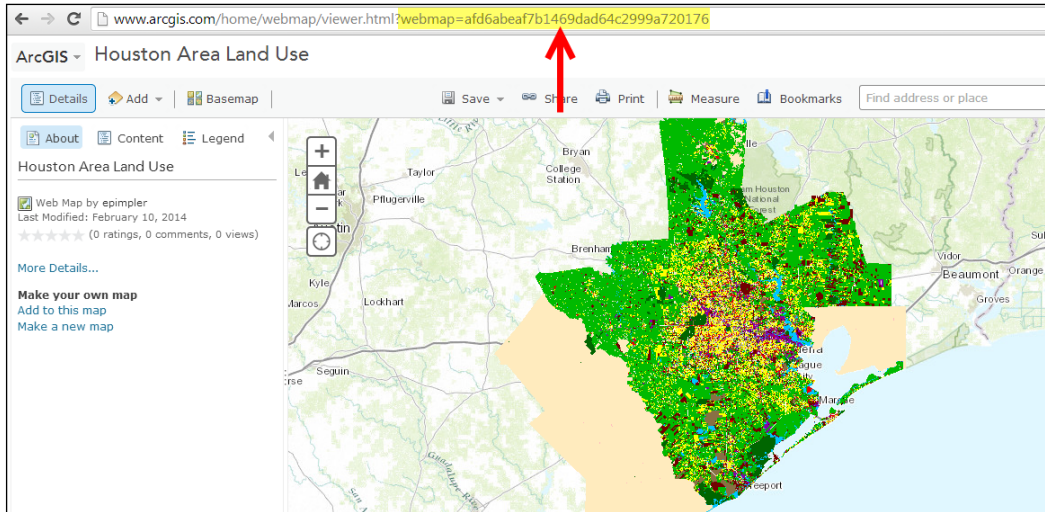 www.arcgis.com/home/webmap/viewer.html?webmap=afd6abeaf7b1469dad64c2999a720176
ArcGIS Houston Area Land Use
Details Add Basemap Save Share Print Measure Bookmarks Find address or place
About Content Legend
Houston Area Land Use
Web Map by epimpler
Last Modified: February 10, 2014
(0 ratings, 0 comments, 0 views)
More Details...
Make your own map
Add to this map
Make a new map
Bryan
College
Station
Taylor
Pflugerville
National
Brenham
Kyle
Lockhart
Vidor
Beaumont
Orange
Groves
Seguin
Guadalupe River